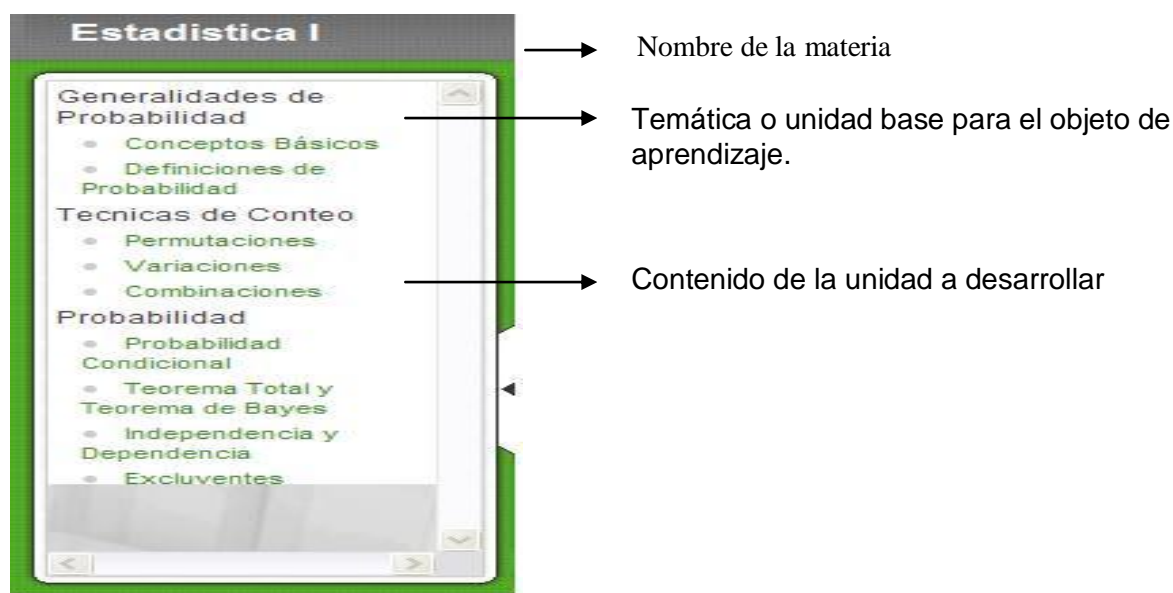 Estadistica I
Nombre de la materia
Generalidades de
Probabilidad
Conceptos Básicos
Definiciones de
Probabilidad
Tecnicas de Conteo
Permutaciones
Variaciones
Combinaciones
Probabilidad
Probabilidad
Condicional
Teorema Total y
Teorema de Bayes
Independencia y
Dependencia
Excluyentes
Temática o unidad base para el objeto de
aprendizaje.
Contenido de la unidad a desarrollar